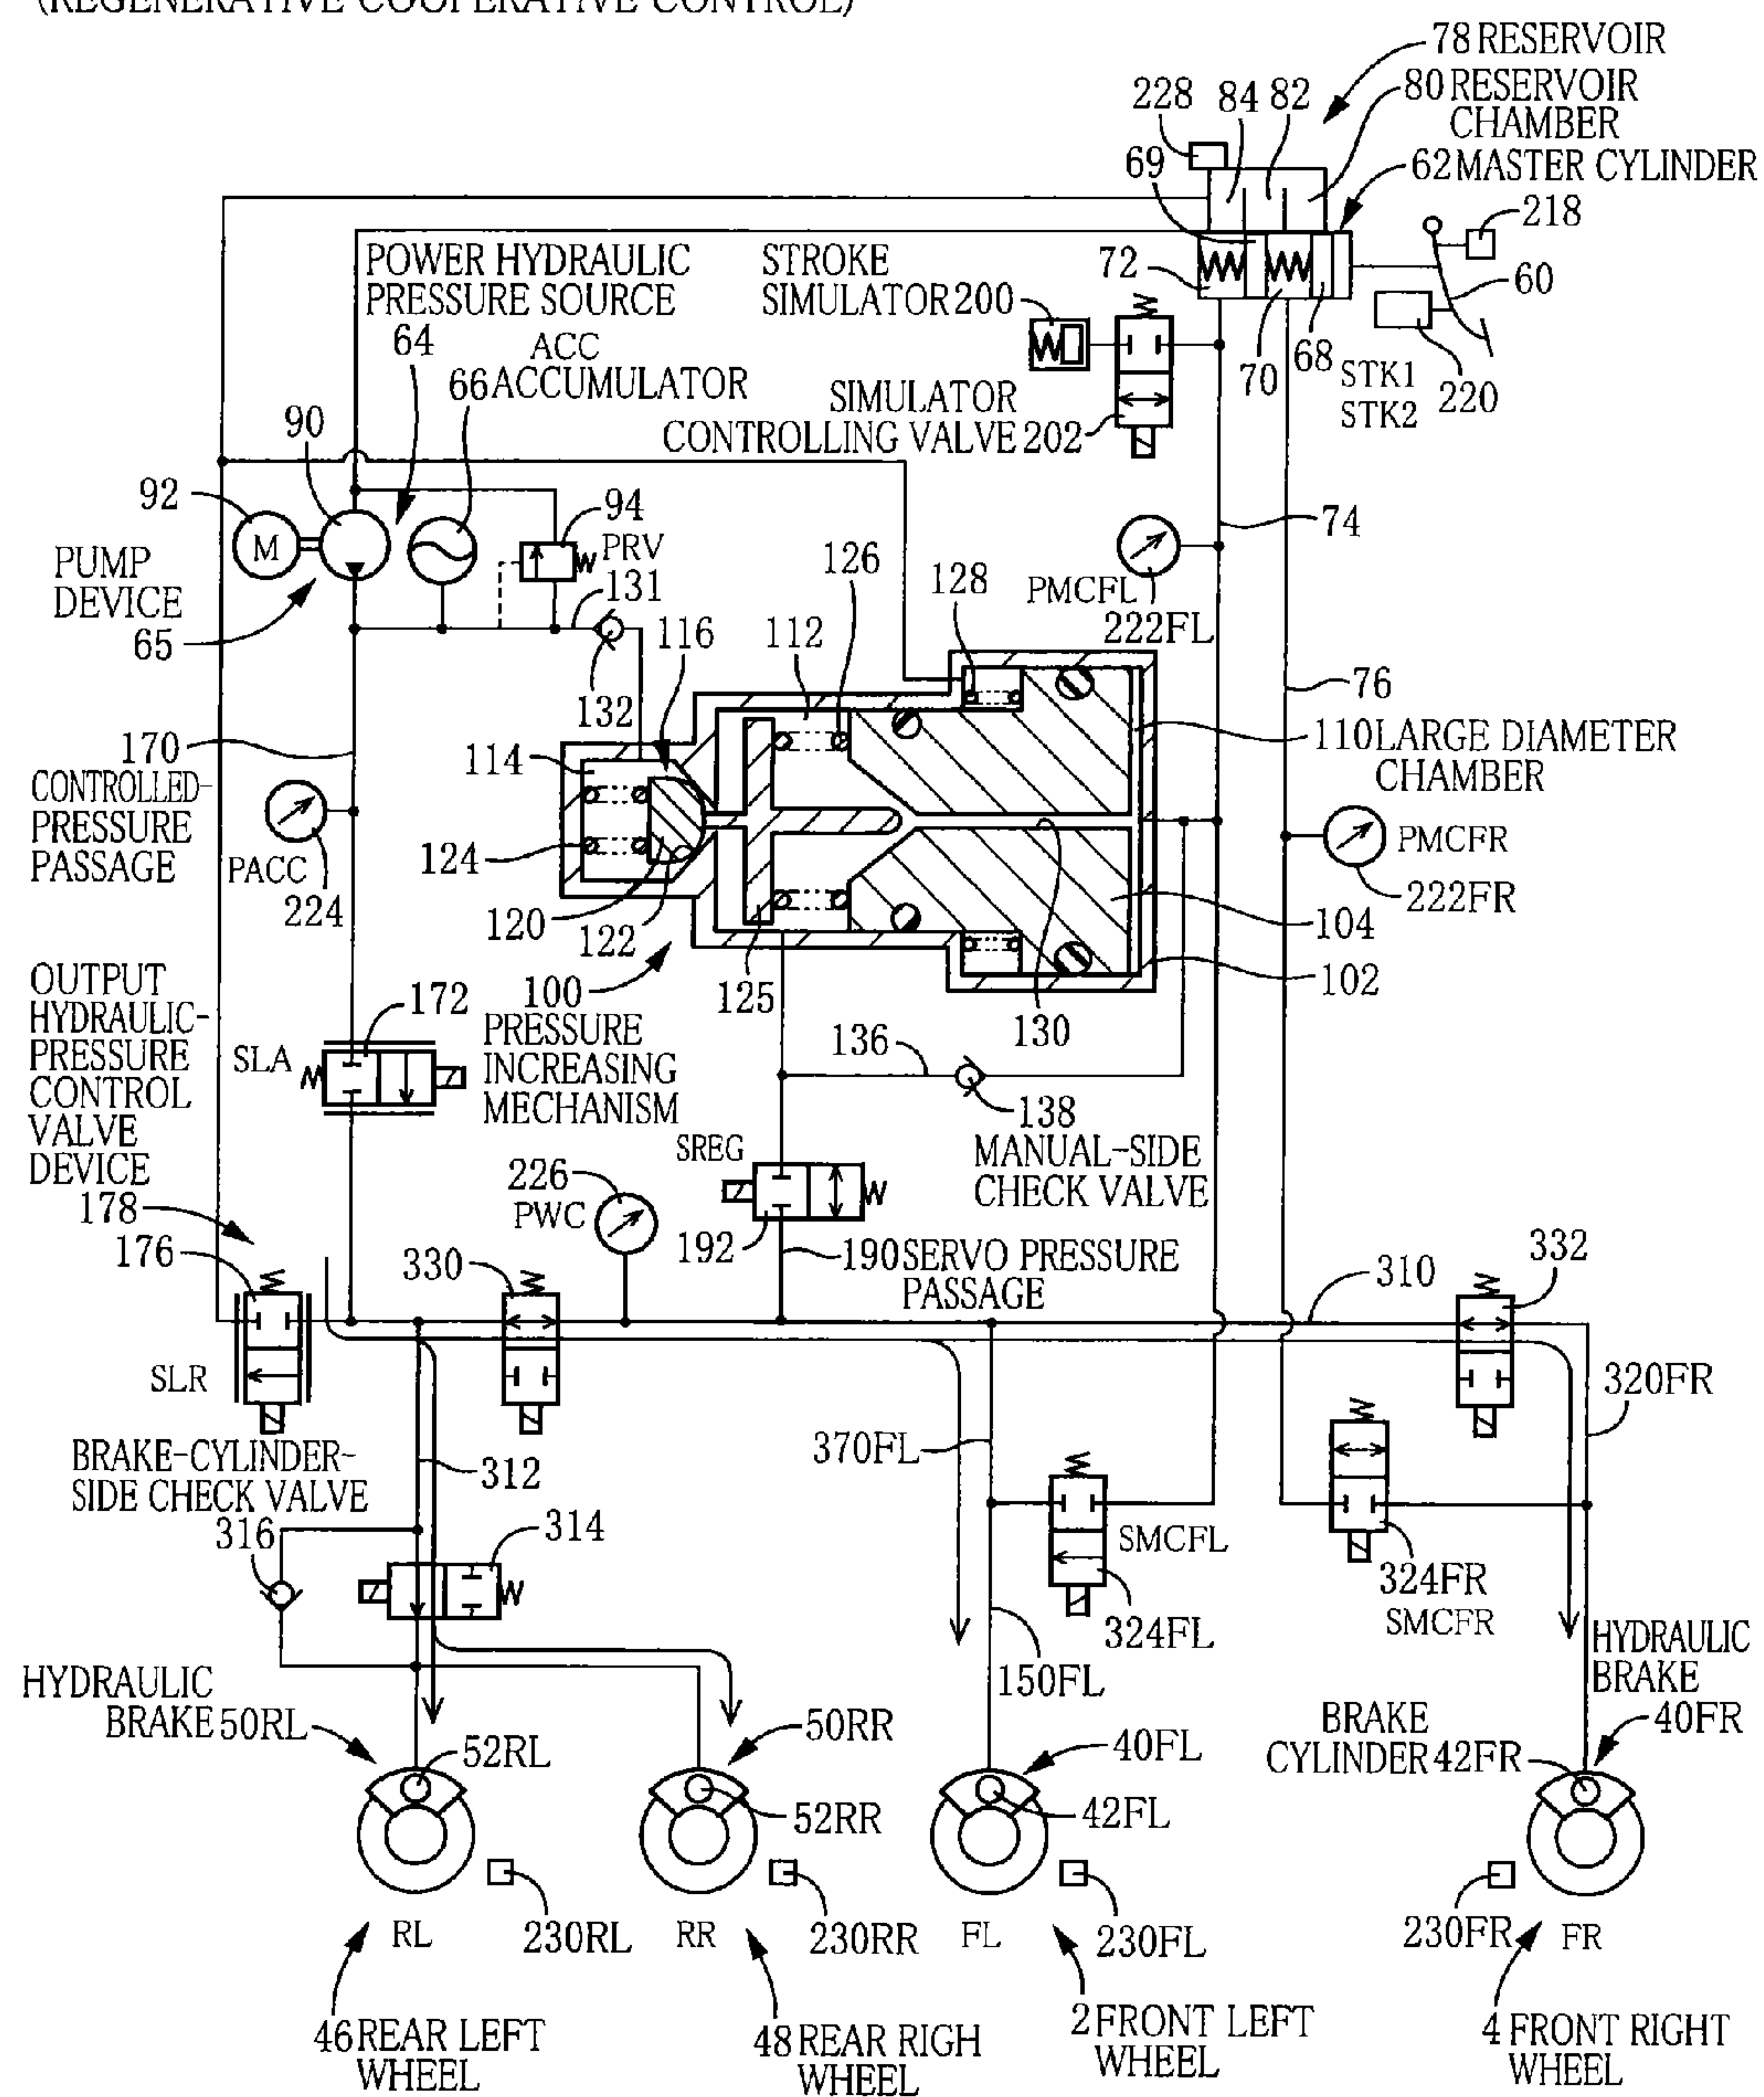 (REGENERATIVE COOPERATIVE CONTROL)
78 RESERVOIR
80 RESERVOIR
CHAMBER
62 MASTER CYLINDER
228
84
82
69
218
72
60
70
68
STK1
STK2
220
POWER HYDRAULIC
PRESSURE SOURCE
64
STROKE
SIMULATOR 200
ACC
66 ACCUMULATOR
SIMULATOR
CONTROLLING VALVE 202
90
92
M
94
PRV
PUMP
DEVICE
65
131
132
116
112
126
128
PMCFL
222FL
74
76
170
CONTROLLED-
PRESSURE
PASSAGE
PACC
224
114
124
120
122
125
100
PRESSURE
INCREASING
MECHANISM
110 LARGE DIAMETER
CHAMBER
PMCFR
222FR
104
102
130
136
138
MANUAL-SIDE
CHECK VALVE
OUTPUT
HYDRAULIC-
PRESSURE
CONTROL
VALVE
DEVICE
178
172
SLA
176
SLR
226
PWC
SREG
192
190 SERVO PRESSURE
PASSAGE
330
310
332
320FR
370FL
312
BRAKE-CYLINDER-
SIDE CHECK VALVE
316
314
SMCFL
324FL
324FR
SMCFR
150FL
HYDRAULIC
BRAKE 50RL
52RL
50RR
52RR
40FL
42FL
HYDRAULIC
BRAKE
40FR
BRAKE
CYLINDER 42FR
230RL
230RR
230FL
230FR
RL
RR
FL
FR
46 REAR LEFT
WHEEL
48 REAR RIGH
WHEEL
2 FRONT LEFT
WHEEL
4 FRONT RIGHT
WHEEL